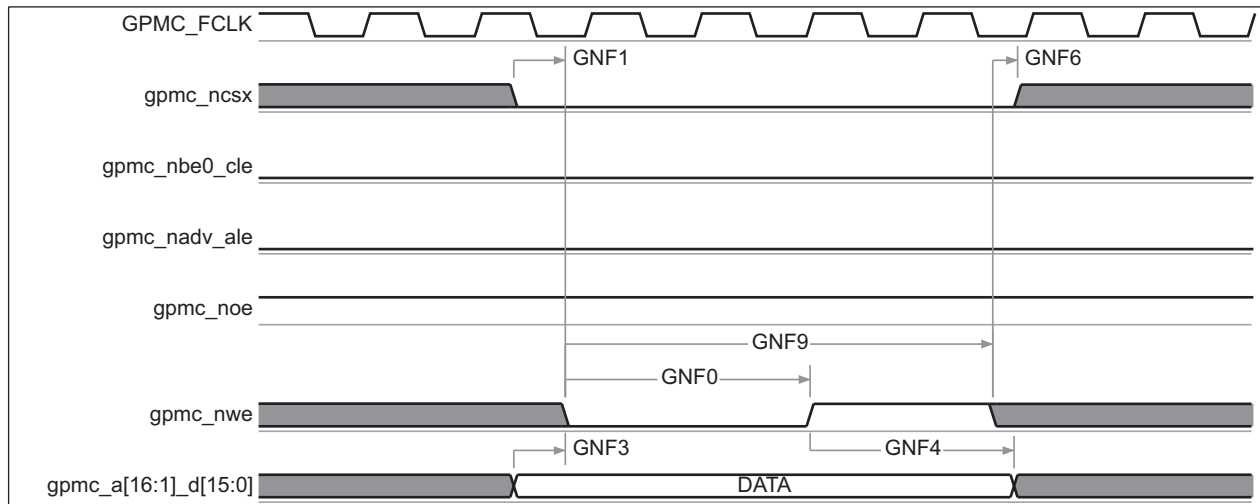 GPMC_FCLK
GNF1
GNF6
gpmc_ncsx
gpmc_nbe0_cle
gpmc_nadv_ale
gpmc_noe
GNF9
GNF0
gpmc_nwe
GNF3
GNF4
gpmc_a[16:1]_d[15:0]
DATA